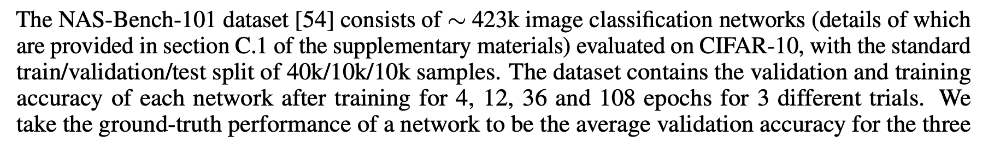 The NAS-Bench-101 dataset [54] consists of ∼ 423k image classification networks (details of which
are provided in section C.1 of the supplementary materials) evaluated on CIFAR-10, with the standard
train/validation/test split of 40k/10k/10k samples. The dataset contains the validation and training
accuracy of each network after training for 4, 12, 36 and 108 epochs for 3 different trials. We
take the ground-truth performance of a network to be the average validation accuracy for the three